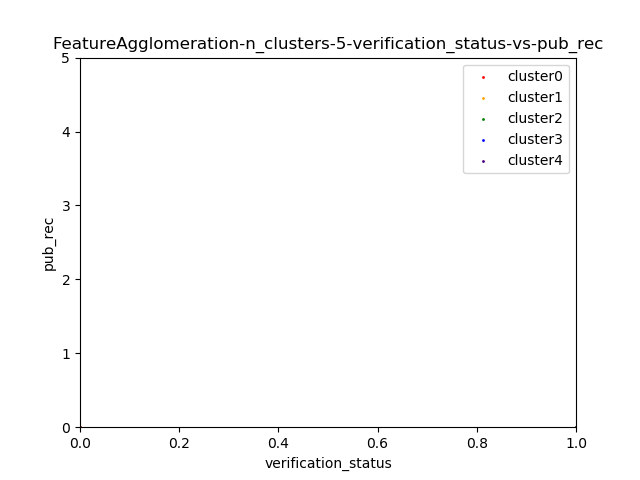 FeatureAgglomeration-n_clusters-5-verification_status-vs-pub_rec
cluster0
cluster1
cluster2
cluster3
cluster4
5
4
3
2
1
0
pub_rec
0.0 0.2 0.4 0.6 0.8 1.0
verification_status